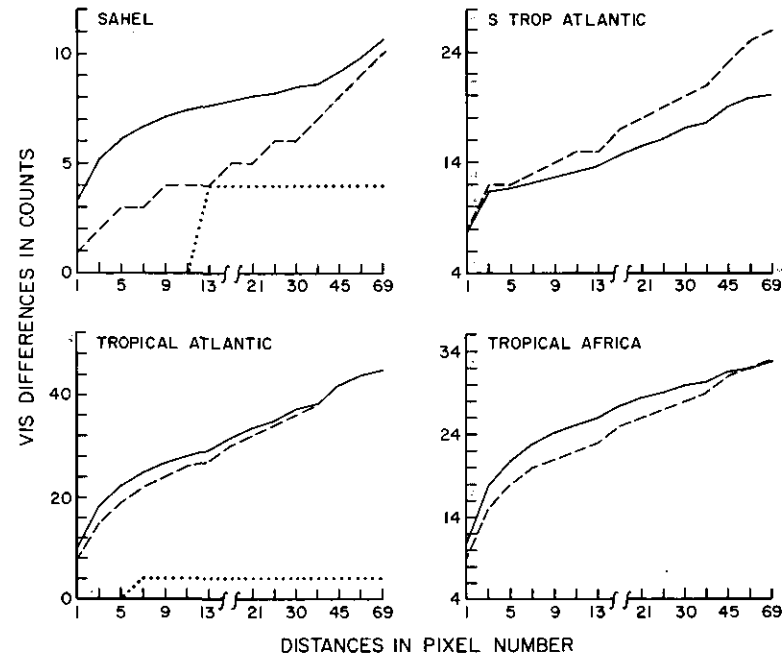 SAHEL
10
5
0
1 5 9 13 21 30 45 69
S TROP ATLANTIC
24
14
4
1 5 9 13 21 30 45 69
TROPICAL ATLANTIC
40
20
0
1 5 9 13 21 30 45 69
TROPICAL AFRICA
34
24
14
4
1 5 9 13 21 30 45 69
VIS DIFFERENCES IN COUNTS
DISTANCES IN PIXEL NUMBER